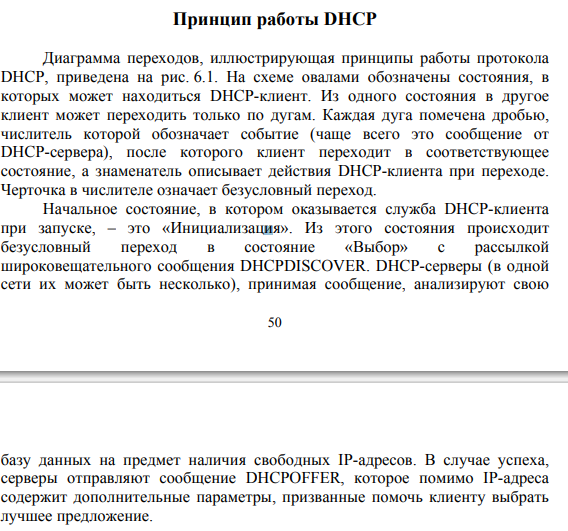 Принцип работы DHCP
Диаграмма переходов, иллюстрирующая принципы работы протокола
DHCP, приведена на рис. 6.1. На схеме овалами обозначены состояния, в
которых может находиться DHCP-клиент. Из одного состояния в другое
клиент может переходить только по дугам. Каждая дуга помечена дробью,
числитель которой обозначает событие (чаще всего это сообщение от
DHCP-сервера), после которого клиент переходит в соответствующее
состояние, а знаменатель описывает действия DHCP-клиента при переходе.
Черточка в числителе означает безусловный переход.
Начальное состояние, в котором оказывается служба DHCP-клиента
при запуске, – это «Инициализация». Из этого состояния происходит
безусловный переход в состояние «Выбор» с рассылкой
широковещательного сообщения DHCPDISCOVER. DHCP-серверы (в одной
сети их может быть несколько), принимая сообщение, анализируют свою
50
базу данных на предмет наличия свободных IP-адресов. В случае успеха,
серверы отправляют сообщение DHCPOFFER, которое помимо IP-адреса
содержит дополнительные параметры, призванные помочь клиенту выбрать
лучшее предложение.